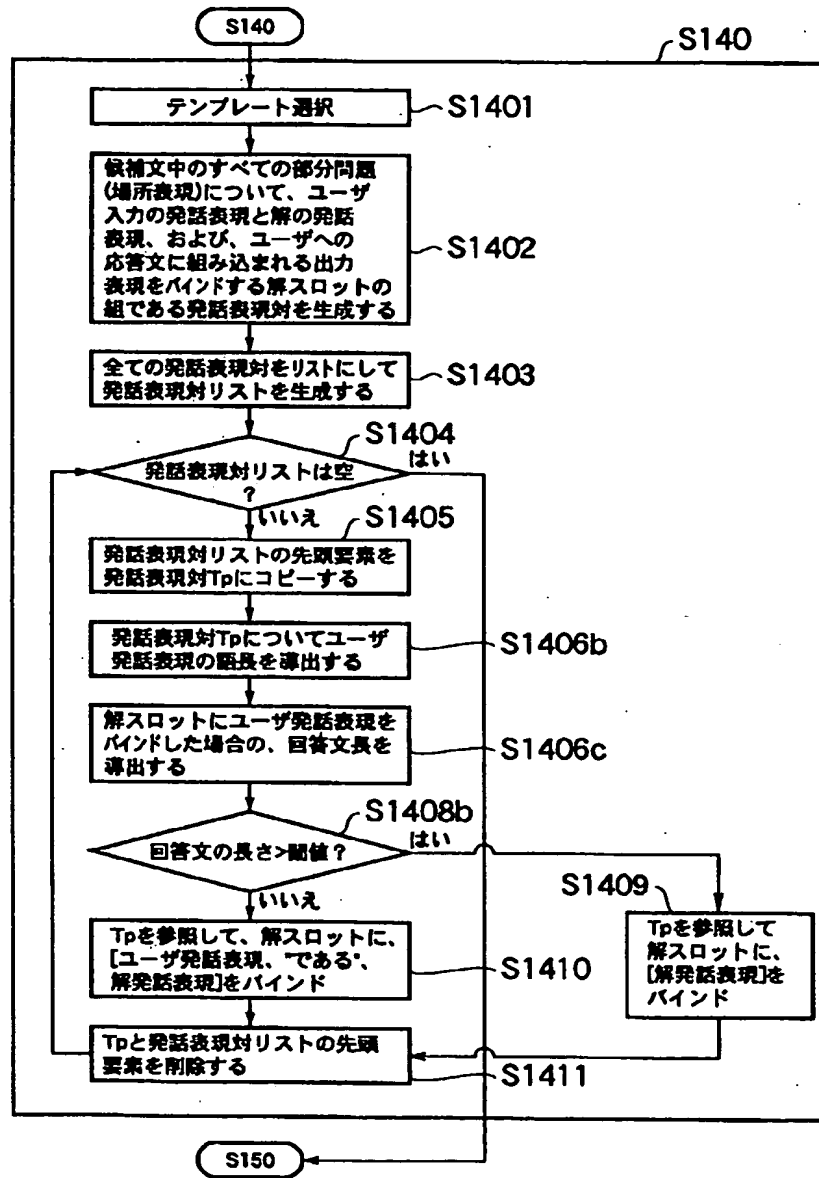 S140
S140
テンプレート選択
S1401
候補文中のすべての部分問題
(場所表現)について、ユーザ
入力の発話表現と解の発話
表現、および、ユーザへの
応答文に組み込まれる出力
表現をバインドする解スロットの
組である発話表現対を生成する
S1402
全ての発話表現対をリストにして
発話表現対リストを生成する
S1403
S1404
発話表現対リストは空
?
はい
いいえ
S1405
発話表現対リストの先頭要素を
発話表現対Tpにコピーする
発話表現対Tpについてユーザ
発話表現の語長を導出する
S1406b
解スロットにユーザ発話表現を
バインドした場合の、回答文長を
導出する
S1406c
S1408b
回答文の長さ>閾値?
はい
いいえ
S1409
Tpを参照して
解スロットに、
[解発話表現]を
バインド
Tpを参照して、解スロットに、
[ユーザ発話表現、"である"、
解発話表現]をバインド
S1410
Tpと発話表現対リストの先頭
要素を削除する
S1411
S150